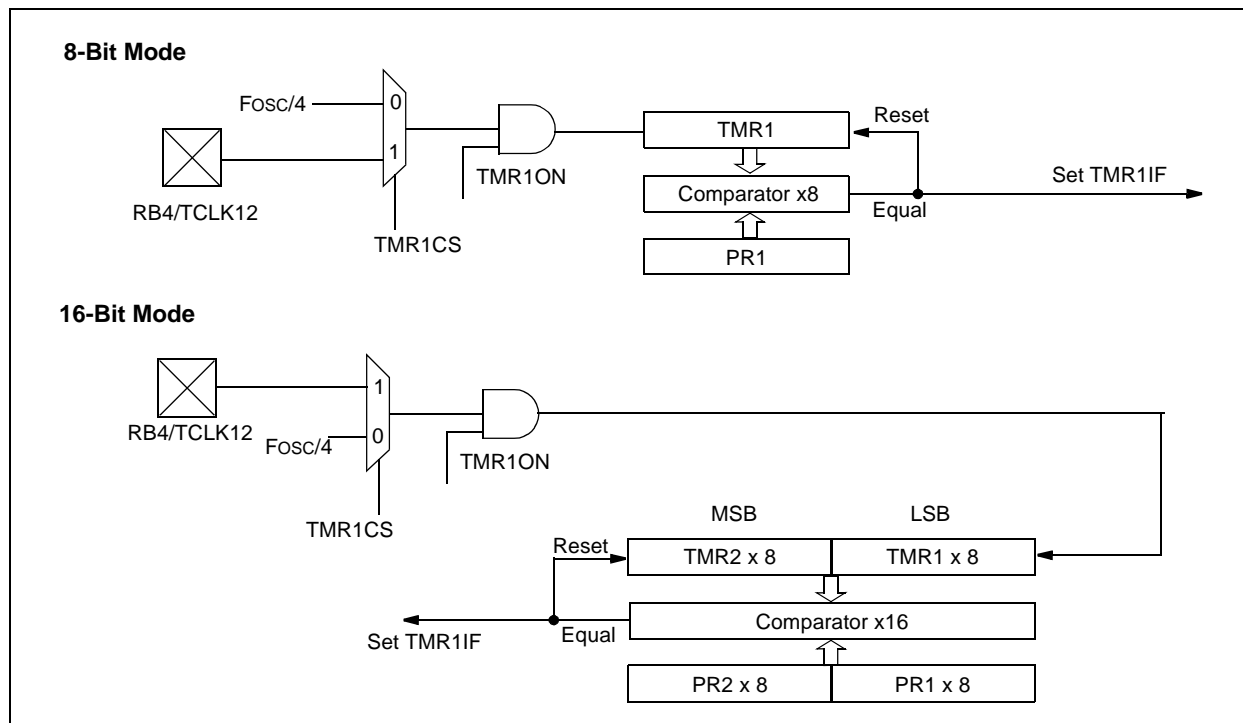 8-Bit Mode
FOSC/4
0
1
RB4/TCLK12
TMR1CS
TMR1ON
TMR1
Reset
Comparator x8
Equal
Set TMR1IF
PR1
16-Bit Mode
RB4/TCLK12
1
FOSC/4
0
TMR1CS
TMR1ON
MSB
LSB
Reset
TMR2 x 8
TMR1 x 8
Set TMR1IF
Equal
Comparator x16
PR2 x 8
PR1 x 8